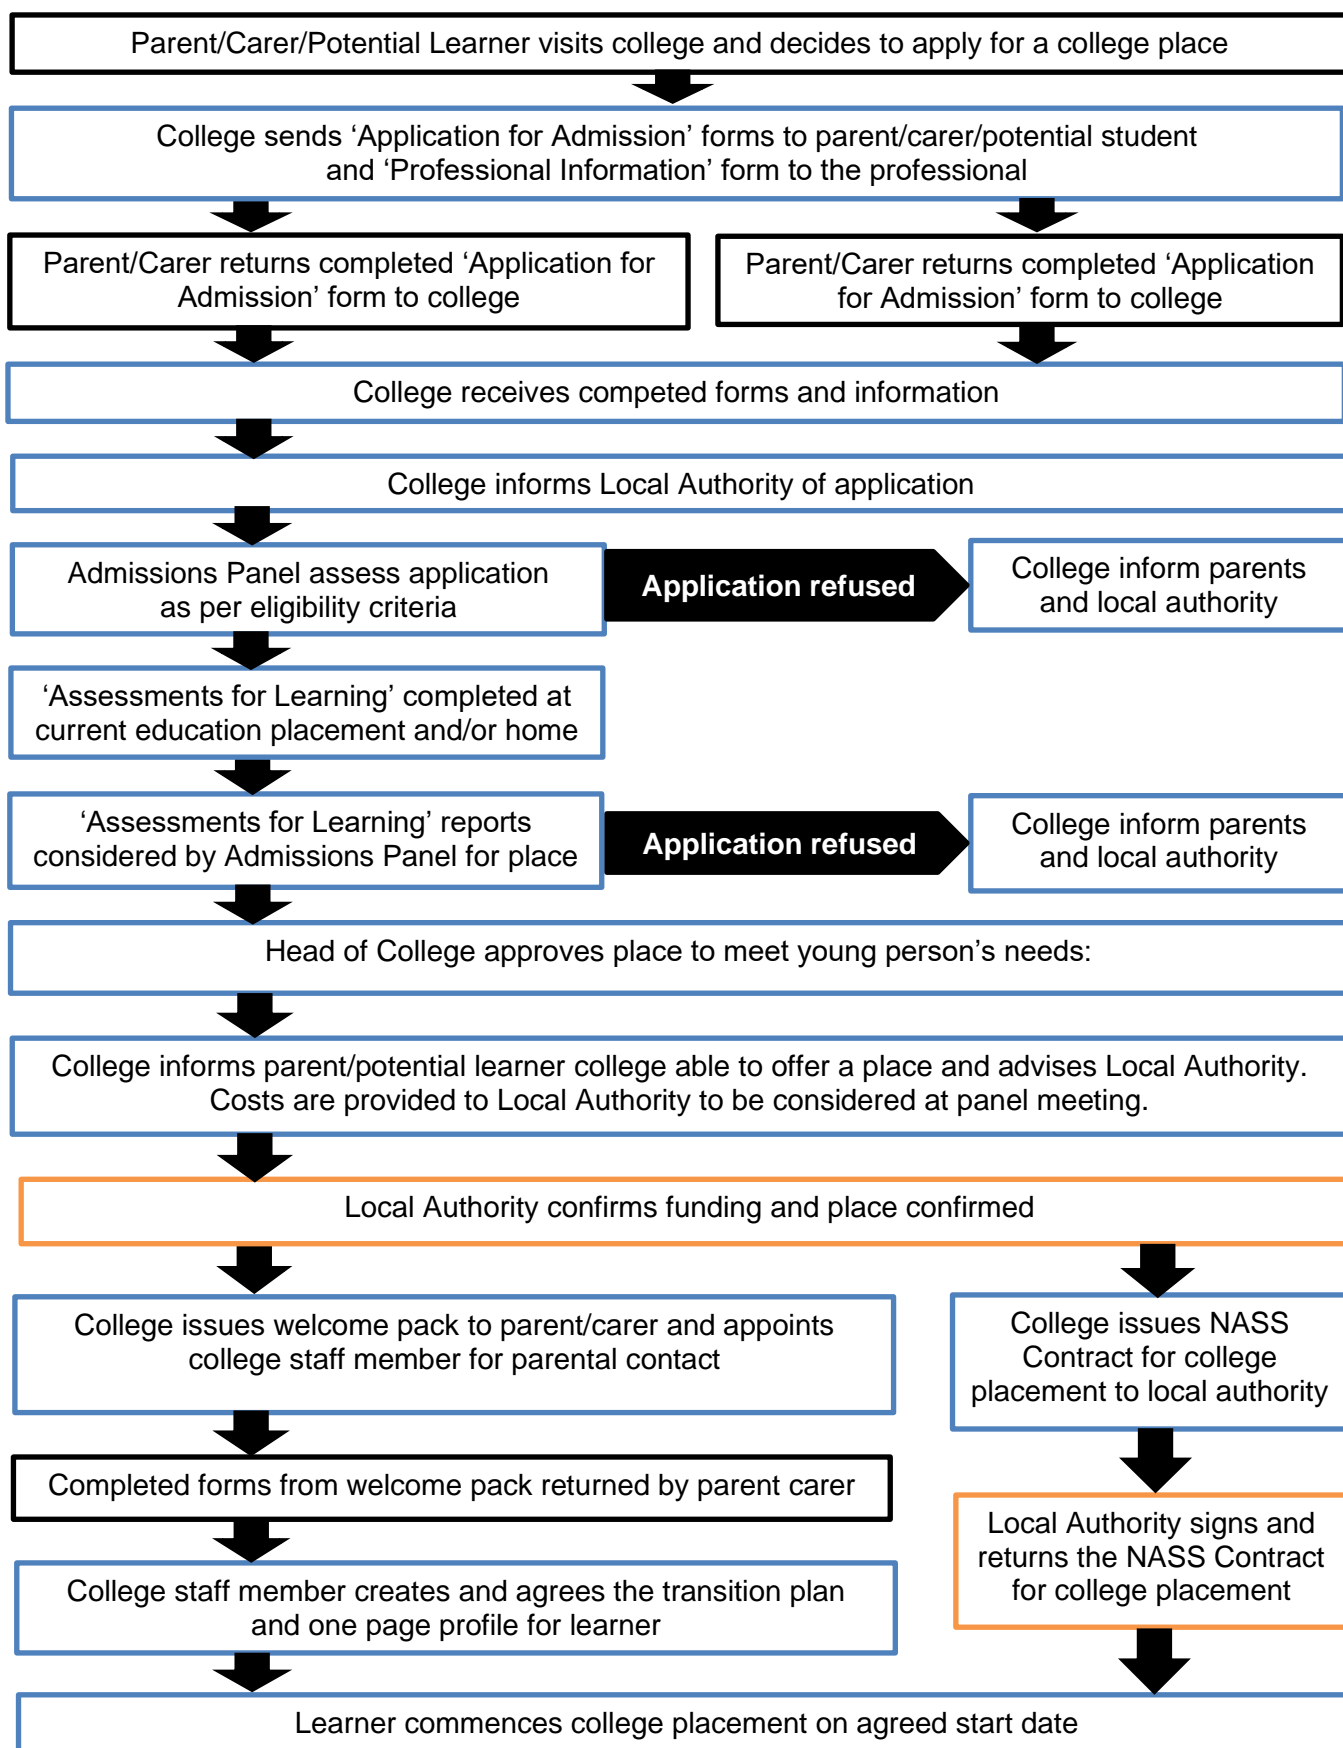 Parent/Carer/Potential Learner visits college and decides to apply for a college place
College sends ‘Application for Admission’ forms to parent/carer/potential student
and ‘Professional Information’ form to the professional
Parent/Carer returns completed ‘Application for
Admission’ form to college
Parent/Carer returns completed ‘Application
for Admission’ form to college
College receives competed forms and information
College informs Local Authority of application
Admissions Panel assess application
as per eligibility criteria
Application refused
College inform parents
and local authority
‘Assessments for Learning’ completed at
current education placement and/or home
‘Assessments for Learning’ reports
considered by Admissions Panel for place
Application refused
College inform parents
and local authority
Head of College approves place to meet young person’s needs:
College informs parent/potential learner college able to offer a place and advises Local Authority.
Costs are provided to Local Authority to be considered at panel meeting.
Local Authority confirms funding and place confirmed
College issues welcome pack to parent/carer and appoints
college staff member for parental contact
College issues NASS
Contract for college
placement to local authority
Completed forms from welcome pack returned by parent carer
Local Authority signs and
returns the NASS Contract
for college placement
College staff member creates and agrees the transition plan
and one page profile for learner
Learner commences college placement on agreed start date